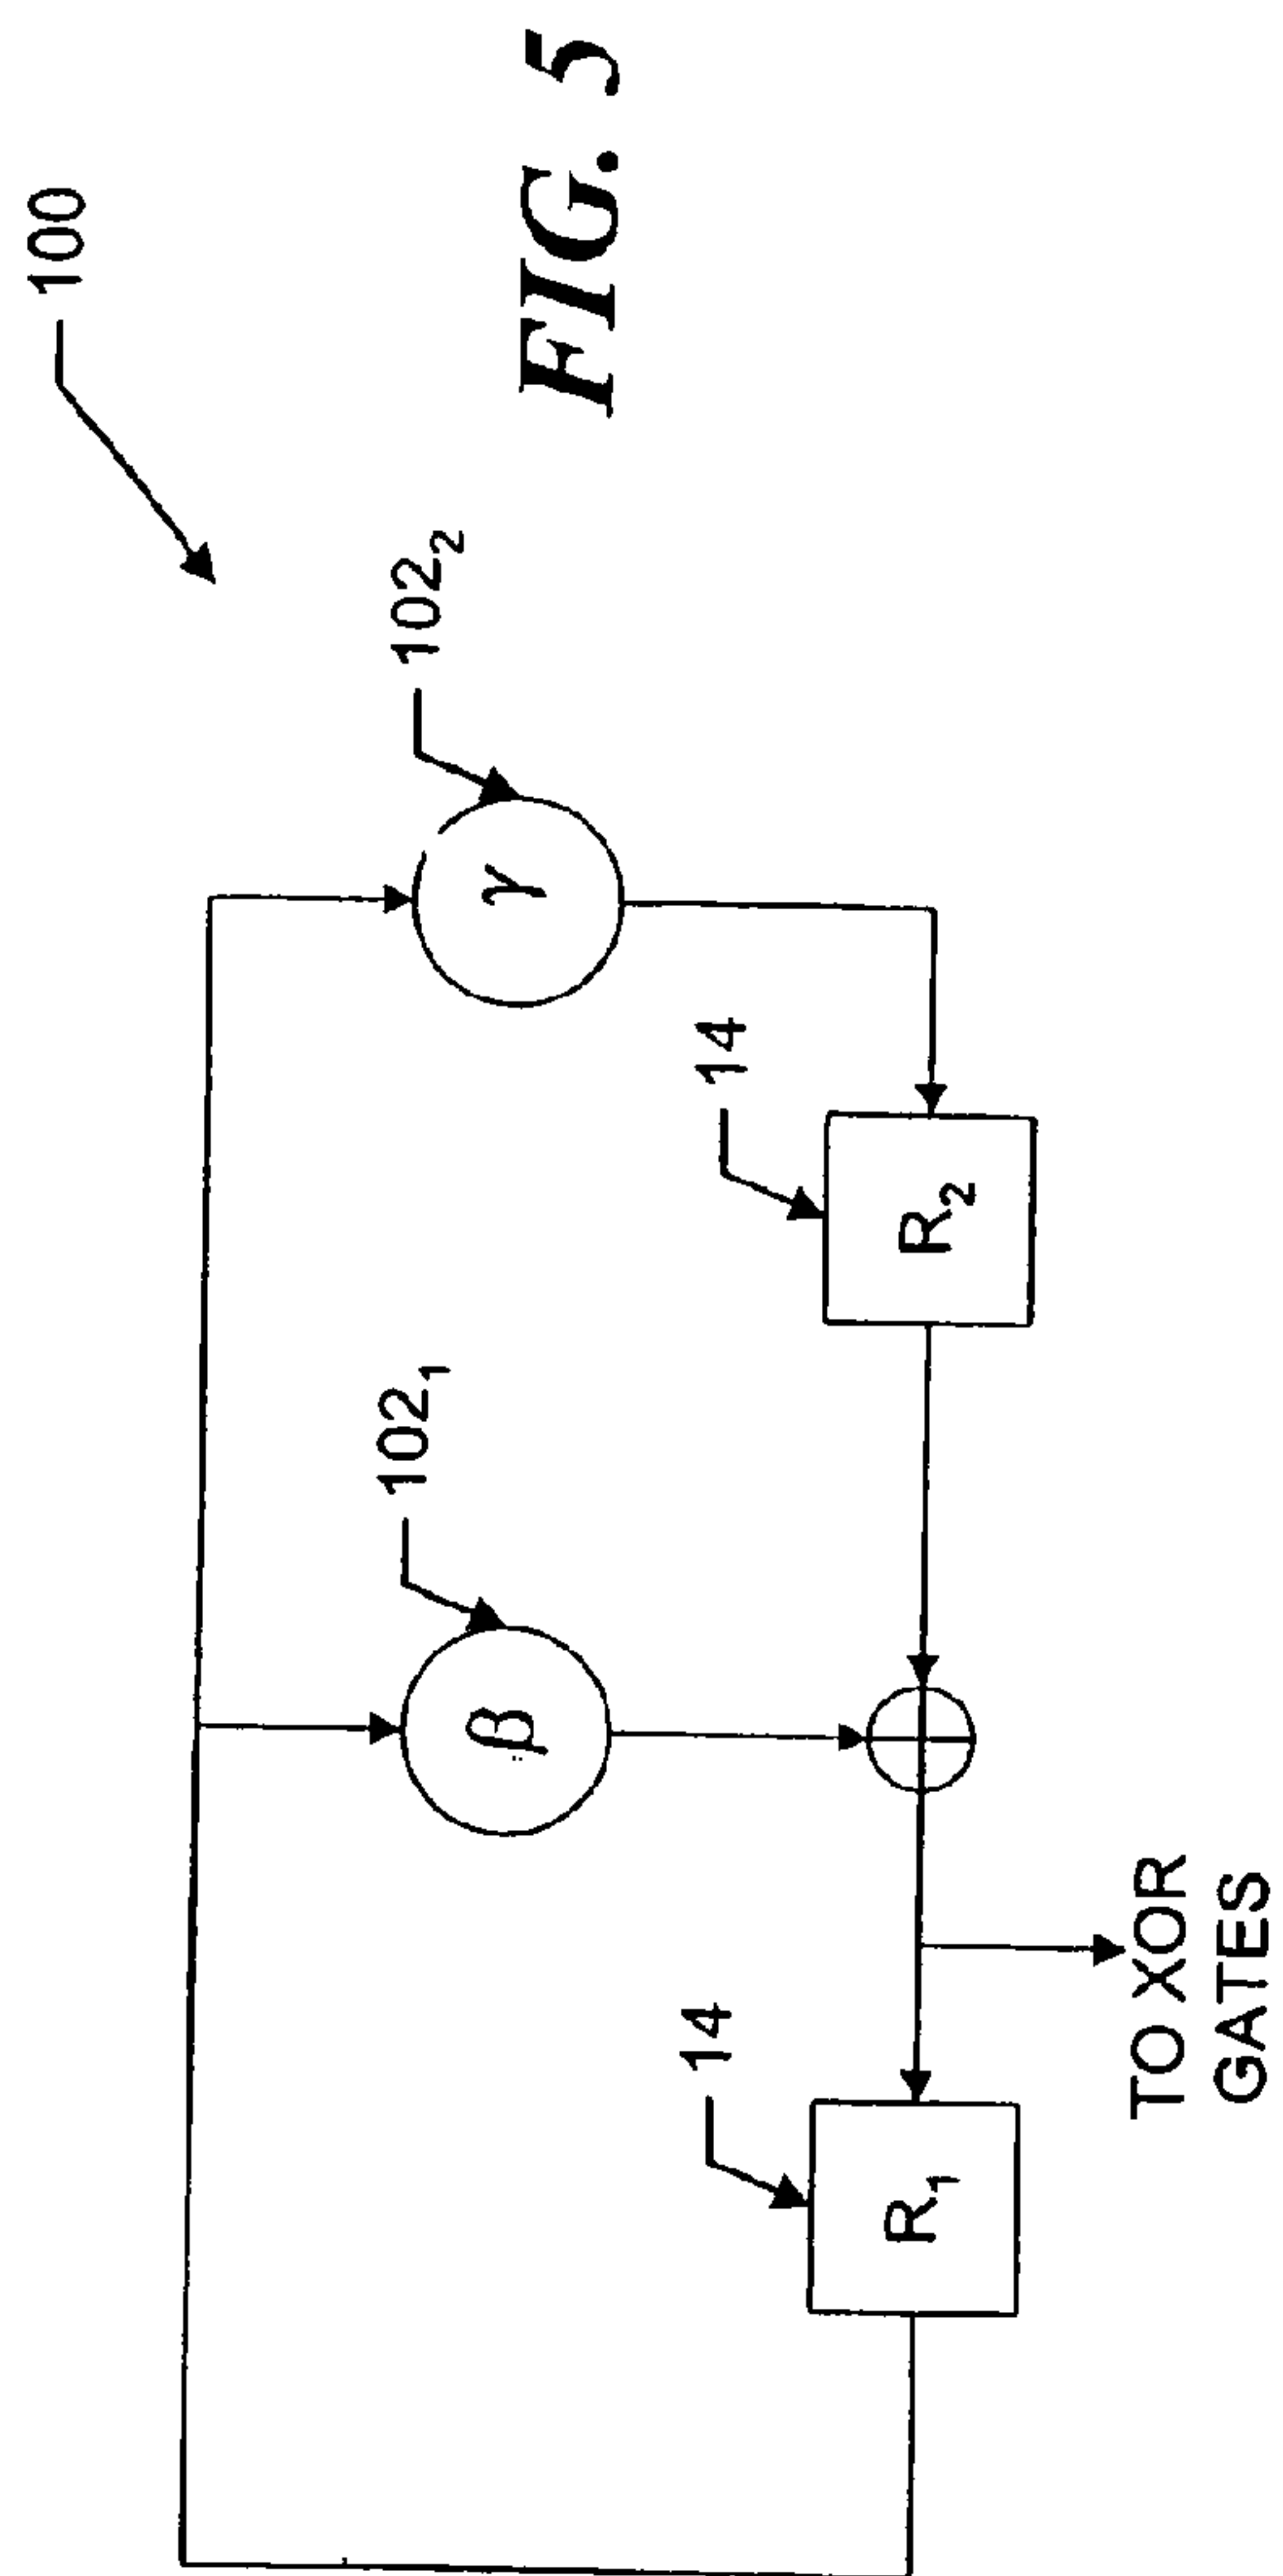 100
102₁
102₂
β
γ
14
14
R₁
R₂
TO XOR
GATES
FIG. 5